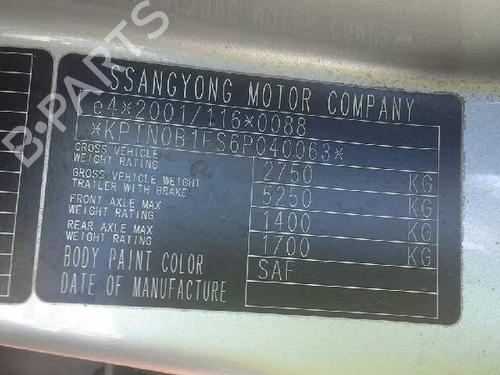 SSANGYONG MOTOR COMPANY
e4*2001/116*0088
*KPTN0B1FS6P040063*
GROSS VEHICLE WEIGHT RATING 2750 KG
GROSS VEHICLE WEIGHT TRAILER WITH BRAKE 5250 KG
FRONT AXLE MAX WEIGHT RATING 1400 KG
REAR AXLE MAX WEIGHT RATING 1700 KG
BODY PAINT COLOR SAF
DATE OF MANUFACTURE